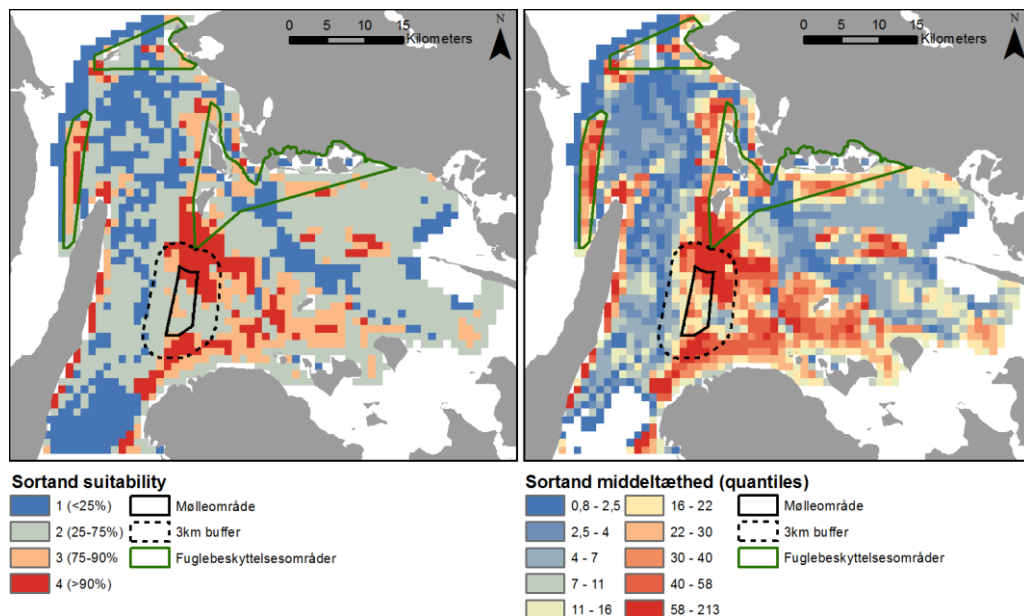 0 5 10 15
Kilometers
N
0 5 10 15
Kilometers
N
Sortand suitability
1 (<25%)
Mølleområde
2 (25-75%)
3km buffer
3 (75-90%
Fuglebeskyttelsesområder
4 (>90%)
Sortand middeltæthed (quantiles)
0,8 - 2,5
16 - 22
Mølleområde
2,5 - 4
22 - 30
3km buffer
4 - 7
30 - 40
Fuglebeskyttelsesområder
7 - 11
40 - 58
11 - 16
58 - 213